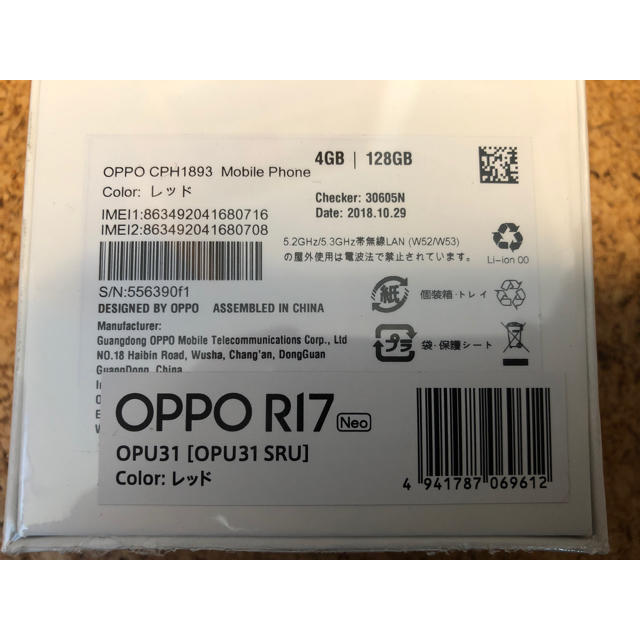 4GB | 128GB
OPPO CPH1893 Mobile Phone
Color: レッド
Checker: 30605N
Date: 2018.10.29
IMEI1:863492041680716
IMEI2:863492041680708
5.2GHz/5.3GHz帯無線LAN (W52/W53)
の屋外使用は電波法で禁止されています。
Li-ion 00
S/N:556390f1
DESIGNED BY OPPO ASSEMBLED IN CHINA
紙 個装箱・トレイ
Manufacturer:
Guangdong OPPO Mobile Telecommunications Corp., Ltd
NO.18 Haibin Road, Wusha, Chang'an, DongGuan
GuangDong, China
プラ 袋・保護シート
OPPO R17 Neo
OPU31 [OPU31 SRU]
Color: レッド
4 941787 069612